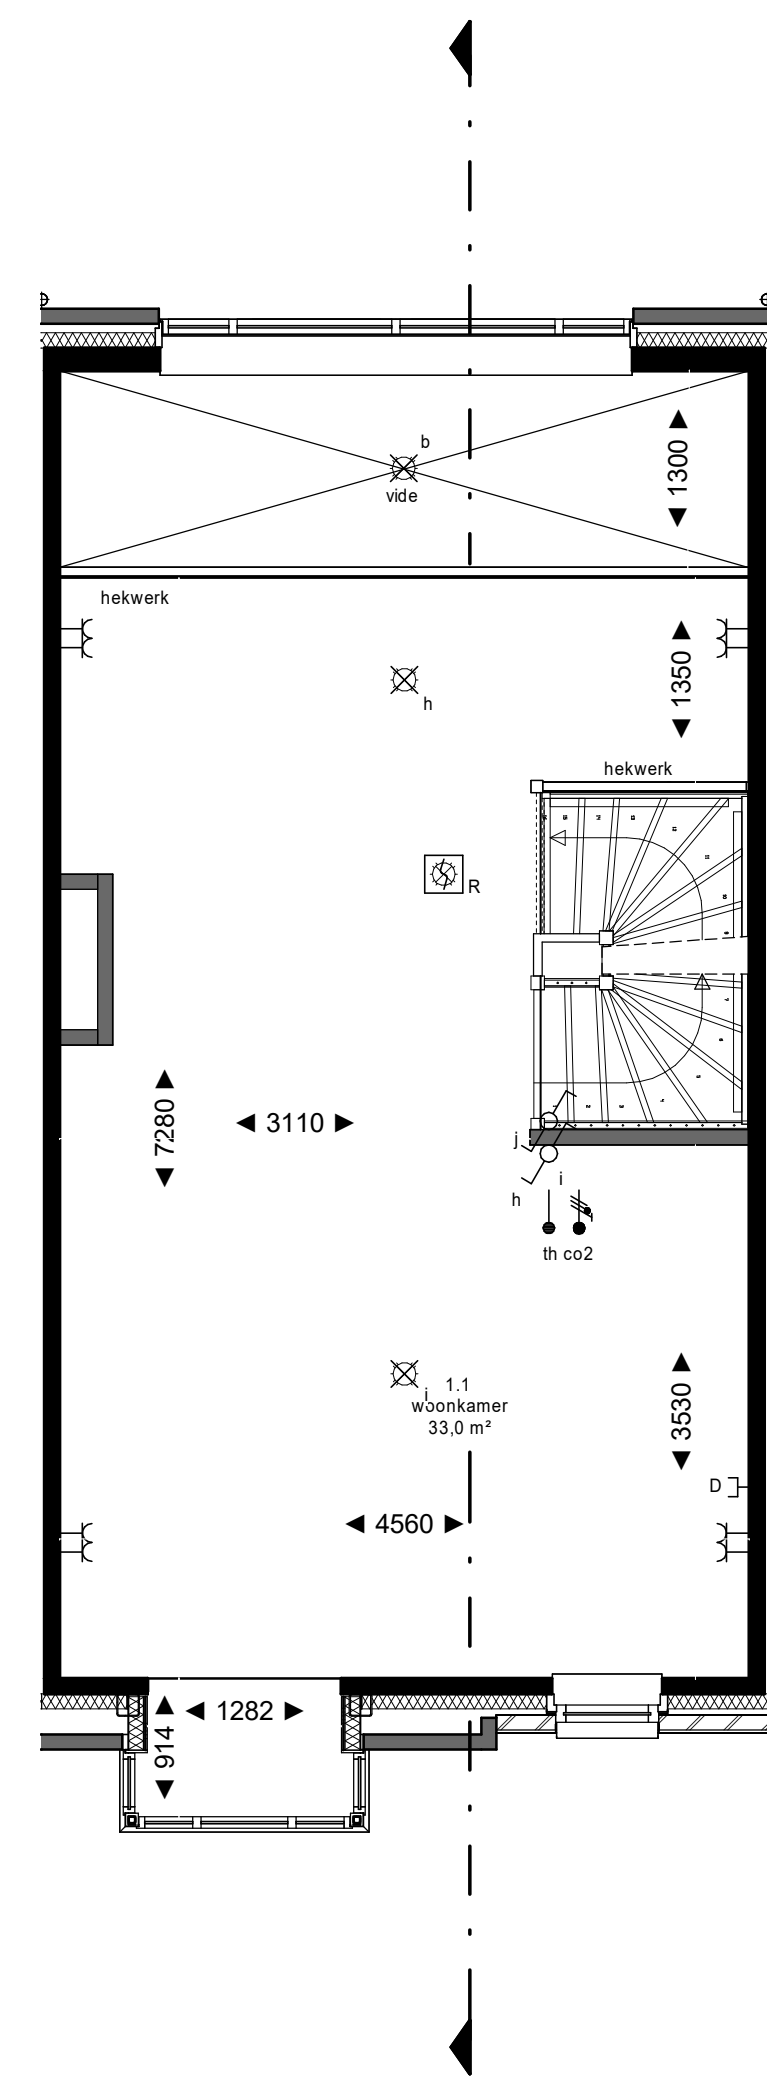 b
vide
1300
hekwerk
1350
h
hekwerk
R
7280
3110
j
i
h
th co2
j
1.1
woonkamer
33,0 m²
3530
D
4560
1282
914